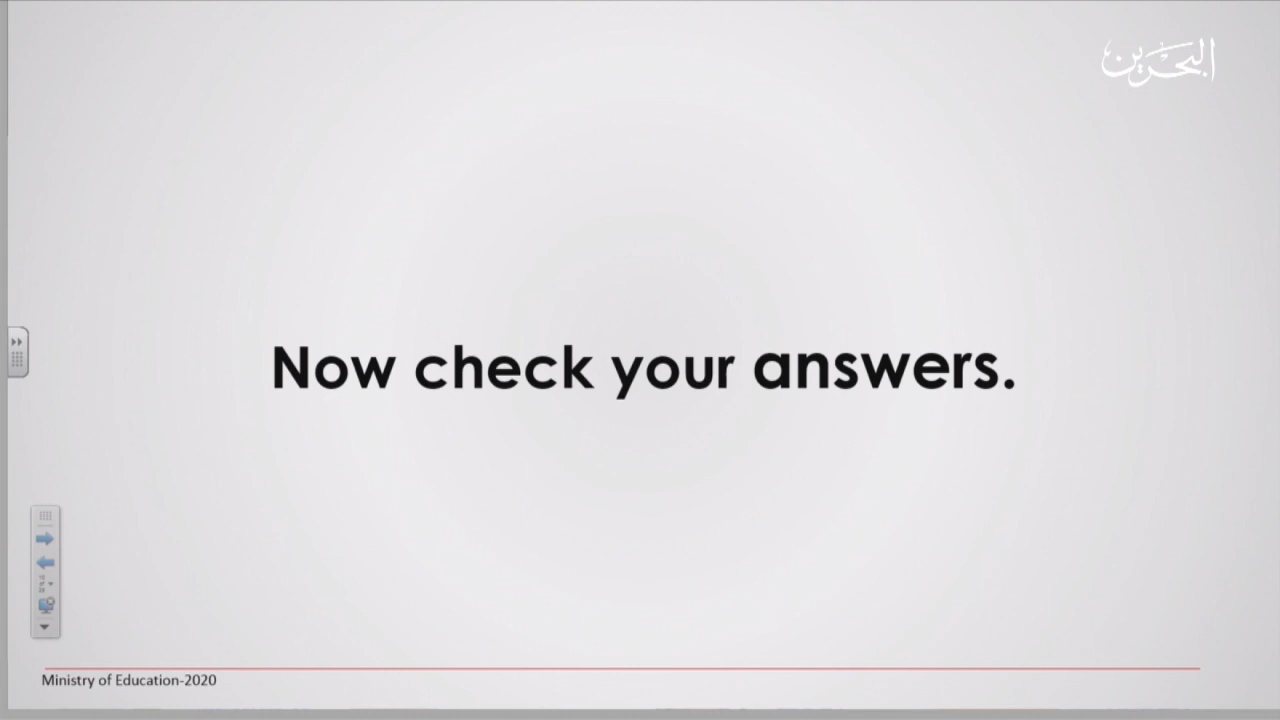 البحرين
Now check your answers.
Ministry of Education-2020